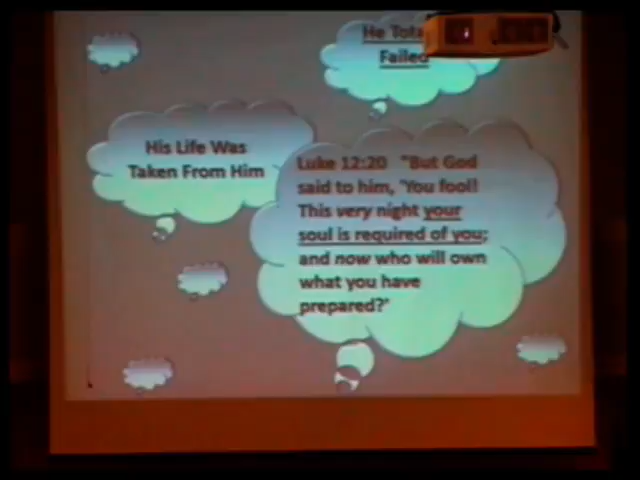 He
Failed
His Life Was
Taken From Him
Luke 12:20 "But God
said to him, 'You fool!
This very night your
soul is required of you;
and now who will own
what you have
prepared?'